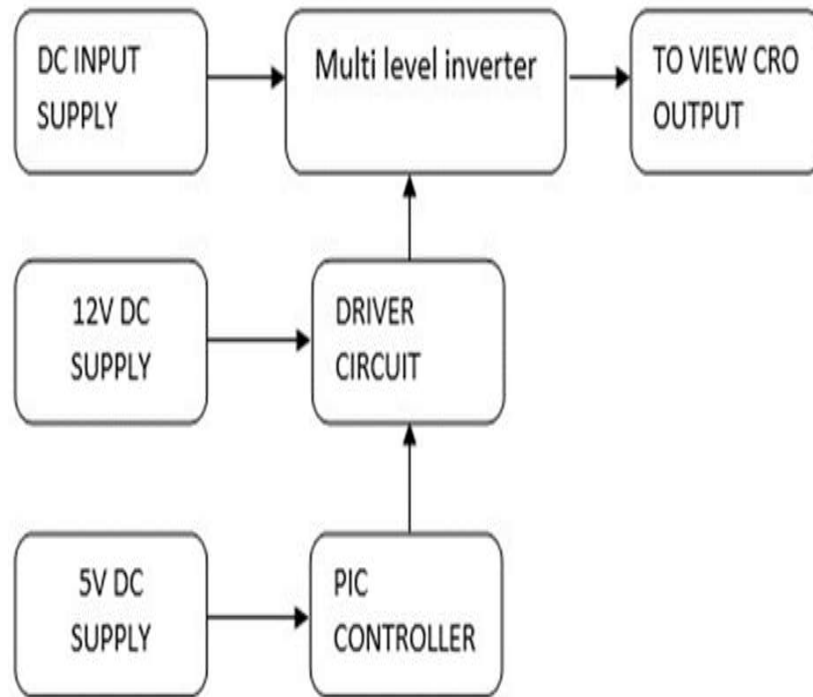 DC INPUT
SUPPLY
Multi level inverter
TO VIEW CRO
OUTPUT
12V DC
SUPPLY
DRIVER
CIRCUIT
5V DC
SUPPLY
PIC
CONTROLLER